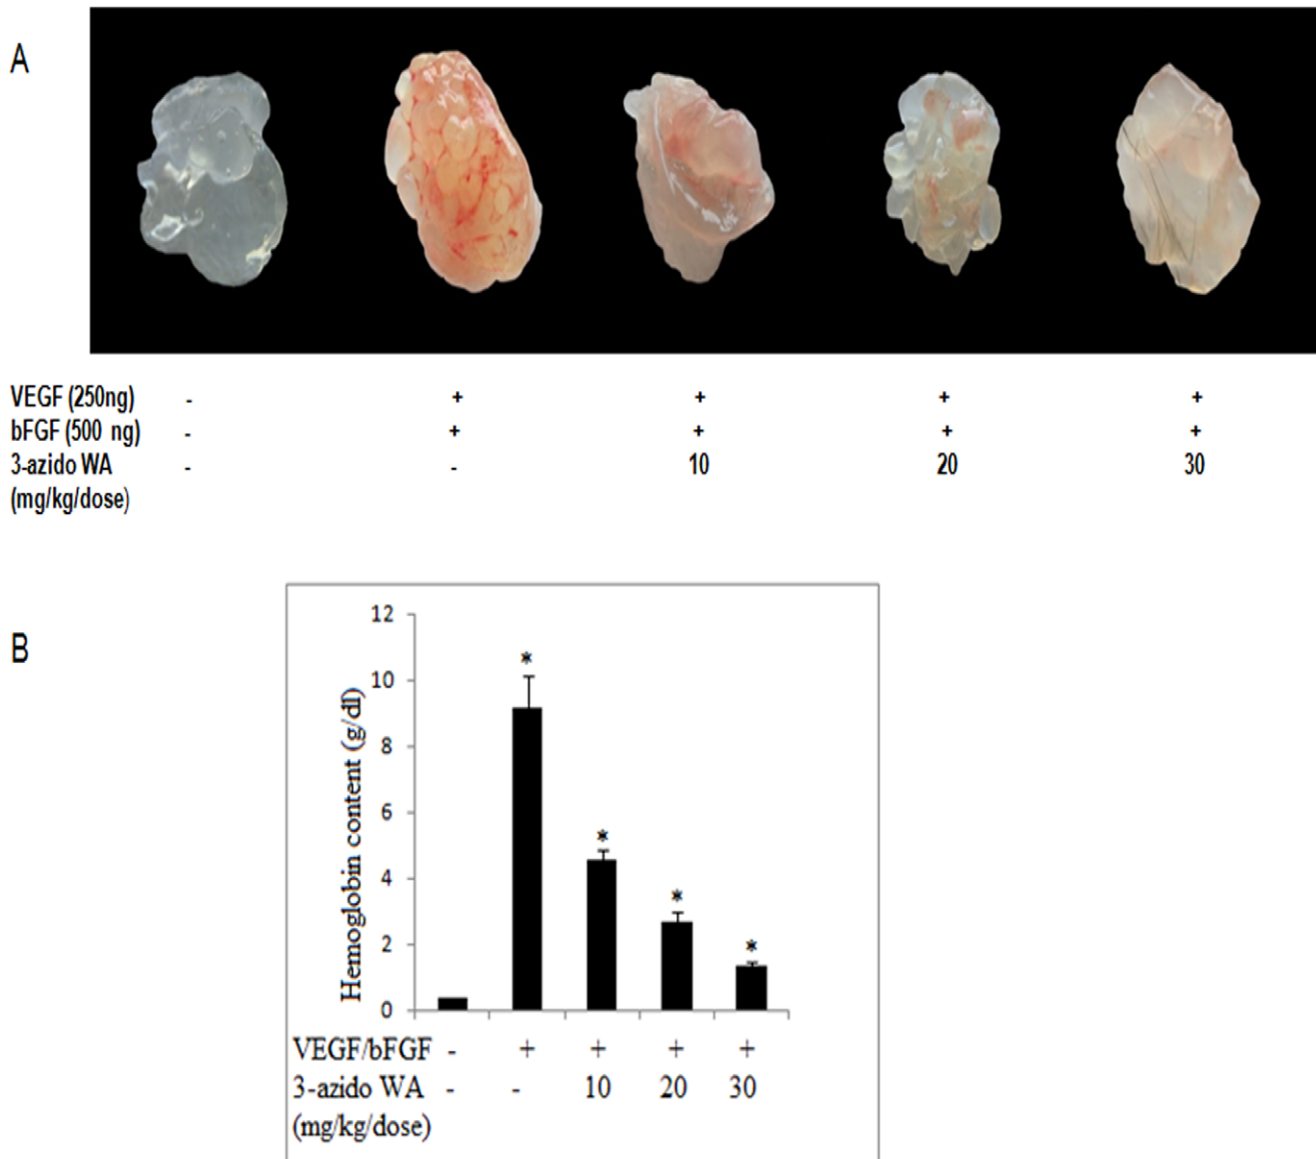 A
VEGF (250ng) - + + + +
bFGF (500 ng) - + + + +
3-azido WA - - 10 20 30
(mg/kg/dose)
B
12
10
8
6
4
2
0
Hemoglobin content (g/dl)
* * * *
VEGF/bFGF - + + + +
3-azido WA - - 10 20 30
(mg/kg/dose)